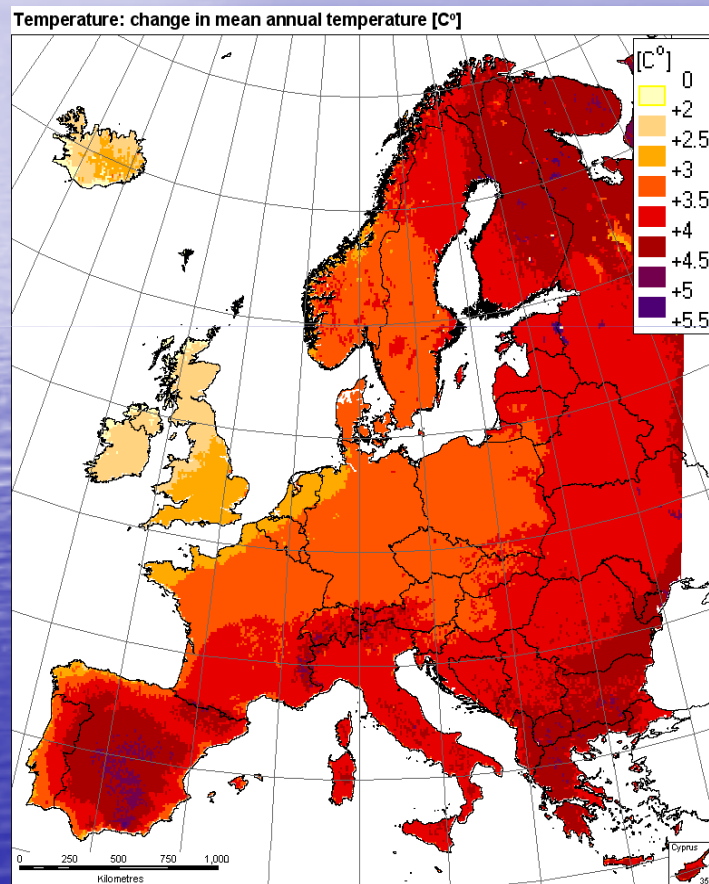 Temperature: change in mean annual temperature [Cº]
[C°]
0
+2
+2.5
+3
+3.5
+4
+4.5
+5
+5.5
0 250 500 750 1,000
Kilometres
Cyprus
35